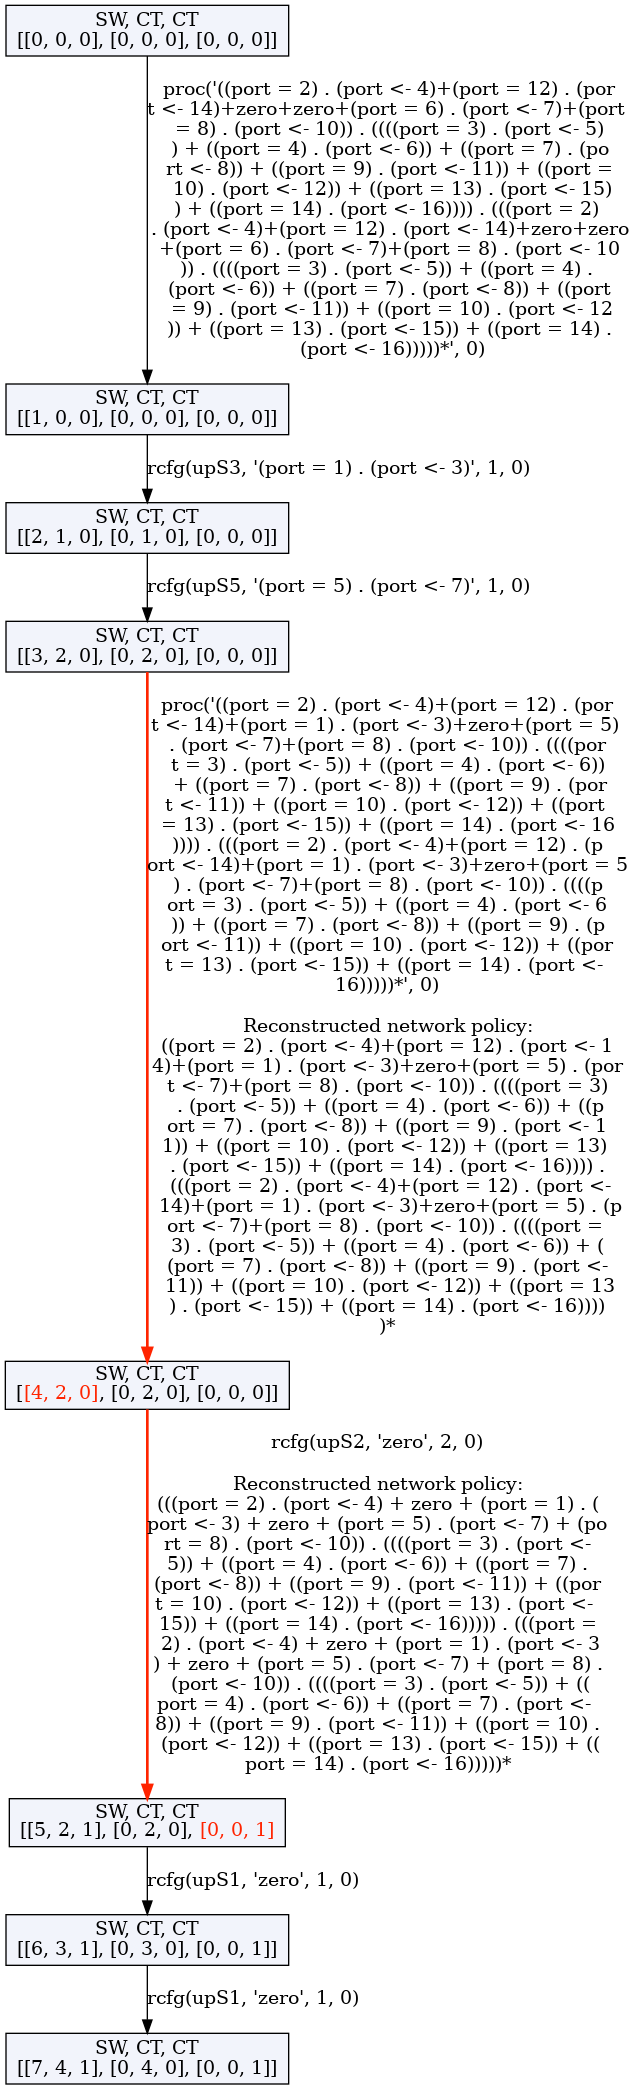 SW, CT, CT
[[0, 0, 0], [0, 0, 0], [0, 0, 0]]
proc('((port = 2) . (port <- 4)+(port = 12) . (por
t <- 14)+zero+zero+(port = 6) . (port <- 7)+(port
= 8) . (port <- 10)) . ((((port = 3) . (port <- 5)
) + ((port = 4) . (port <- 6)) + ((port = 7) . (po
rt <- 8)) + ((port = 9) . (port <- 11)) + ((port =
10) . (port <- 12)) + ((port = 13) . (port <- 15)
) + ((port = 14) . (port <- 16)))) . (((port = 2)
. (port <- 4)+(port = 12) . (port <- 14)+zero+zero
+(port = 6) . (port <- 7)+(port = 8) . (port <- 10
)) . ((((port = 3) . (port <- 5)) + ((port = 4) .
(port <- 6)) + ((port = 7) . (port <- 8)) + ((port
= 9) . (port <- 11)) + ((port = 10) . (port <- 12
)) + ((port = 13) . (port <- 15)) + ((port = 14) .
(port <- 16)))))*', 0)
SW, CT, CT
[[1, 0, 0], [0, 0, 0], [0, 0, 0]]
rcfg(upS3, '(port = 1) . (port <- 3)', 1, 0)
SW, CT, CT
[[2, 1, 0], [0, 1, 0], [0, 0, 0]]
rcfg(upS5, '(port = 5) . (port <- 7)', 1, 0)
SW, CT, CT
[[3, 2, 0], [0, 2, 0], [0, 0, 0]]
proc('((port = 2) . (port <- 4)+(port = 12) . (por
t <- 14)+(port = 1) . (port <- 3)+zero+(port = 5)
. (port <- 7)+(port = 8) . (port <- 10)) . ((((por
t = 3) . (port <- 5)) + ((port = 4) . (port <- 6))
+ ((port = 7) . (port <- 8)) + ((port = 9) . (por
t <- 11)) + ((port = 10) . (port <- 12)) + ((port
= 13) . (port <- 15)) + ((port = 14) . (port <- 16
)))) . (((port = 2) . (port <- 4)+(port = 12) . (p
ort <- 14)+(port = 1) . (port <- 3)+zero+(port = 5
) . (port <- 7)+(port = 8) . (port <- 10)) . ((((p
ort = 3) . (port <- 5)) + ((port = 4) . (port <- 6
)) + ((port = 7) . (port <- 8)) + ((port = 9) . (p
ort <- 11)) + ((port = 10) . (port <- 12)) + ((por
t = 13) . (port <- 15)) + ((port = 14) . (port <-
16)))))*', 0)
Reconstructed network policy:
((port = 2) . (port <- 4)+(port = 12) . (port <- 1
4)+(port = 1) . (port <- 3)+zero+(port = 5) . (por
t <- 7)+(port = 8) . (port <- 10)) . ((((port = 3)
. (port <- 5)) + ((port = 4) . (port <- 6)) + ((p
ort = 7) . (port <- 8)) + ((port = 9) . (port <- 1
1)) + ((port = 10) . (port <- 12)) + ((port = 13)
. (port <- 15)) + ((port = 14) . (port <- 16)))) .
(((port = 2) . (port <- 4)+(port = 12) . (port <-
14)+(port = 1) . (port <- 3)+zero+(port = 5) . (p
ort <- 7)+(port = 8) . (port <- 10)) . ((((port =
3) . (port <- 5)) + ((port = 4) . (port <- 6)) + (
(port = 7) . (port <- 8)) + ((port = 9) . (port <-
11)) + ((port = 10) . (port <- 12)) + ((port = 13
) . (port <- 15)) + ((port = 14) . (port <- 16))))
)*
SW, CT, CT
[[4, 2, 0], [0, 2, 0], [0, 0, 0]]
rcfg(upS2, 'zero', 2, 0)
Reconstructed network policy:
(((port = 2) . (port <- 4) + zero + (port = 1) . (
port <- 3) + zero + (port = 5) . (port <- 7) + (po
rt = 8) . (port <- 10)) . ((((port = 3) . (port <-
5)) + ((port = 4) . (port <- 6)) + ((port = 7) .
(port <- 8)) + ((port = 9) . (port <- 11)) + ((por
t = 10) . (port <- 12)) + ((port = 13) . (port <-
15)) + ((port = 14) . (port <- 16))))) . (((port =
2) . (port <- 4) + zero + (port = 1) . (port <- 3
) + zero + (port = 5) . (port <- 7) + (port = 8) .
(port <- 10)) . ((((port = 3) . (port <- 5)) + ((
port = 4) . (port <- 6)) + ((port = 7) . (port <-
8)) + ((port = 9) . (port <- 11)) + ((port = 10) .
(port <- 12)) + ((port = 13) . (port <- 15)) + ((
port = 14) . (port <- 16)))))*
SW, CT, CT
[[5, 2, 1], [0, 2, 0], [0, 0, 1]]
rcfg(upS1, 'zero', 1, 0)
SW, CT, CT
[[6, 3, 1], [0, 3, 0], [0, 0, 1]]
rcfg(upS1, 'zero', 1, 0)
SW, CT, CT
[[7, 4, 1], [0, 4, 0], [0, 0, 1]]